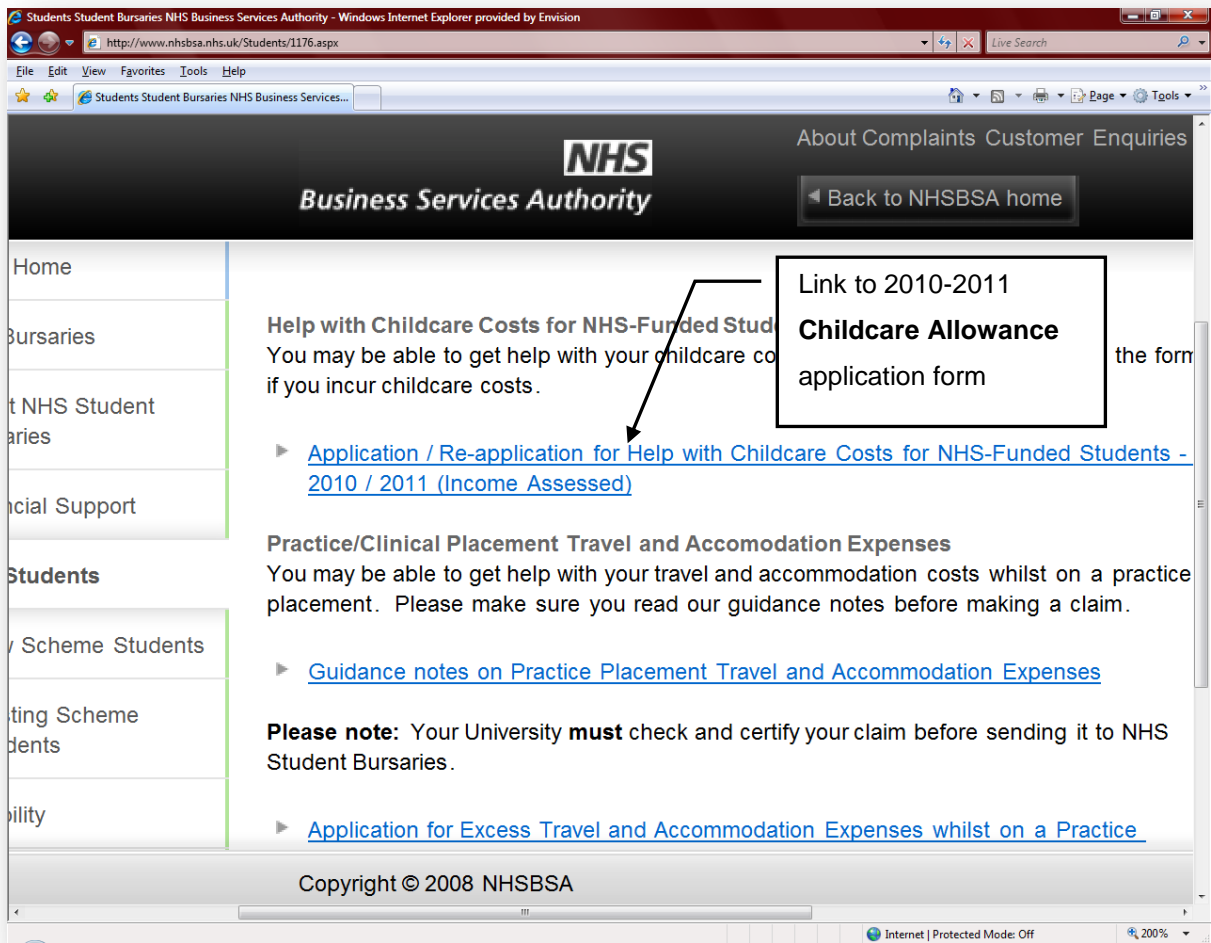 Students Student Bursaries NHS Business Services Authority - Windows Internet Explorer provided by Envision
http://www.nhsbsa.nhs.uk/Students/1176.aspx
Live Search
File Edit View Favorites Tools Help
Students Student Bursaries NHS Business Services...
Page Tools
NHS
Business Services Authority
About Complaints Customer Enquiries
Back to NHSBSA home
Home
Bursaries
t NHS Student
aries
ncial Support
Students
Scheme Students
sting Scheme
dents
bility
Link to 2010-2011
Childcare Allowance
application form
Help with Childcare Costs for NHS-Funded Stud
You may be able to get help with your childcare co the form
if you incur childcare costs.
Application / Re-application for Help with Childcare Costs for NHS-Funded Students -
2010 / 2011 (Income Assessed)
Practice/Clinical Placement Travel and Accomodation Expenses
You may be able to get help with your travel and accommodation costs whilst on a practice
placement. Please make sure you read our guidance notes before making a claim.
Guidance notes on Practice Placement Travel and Accommodation Expenses
Please note: Your University must check and certify your claim before sending it to NHS
Student Bursaries.
Application for Excess Travel and Accommodation Expenses whilst on a Practice
Copyright © 2008 NHSBSA
Internet | Protected Mode: Off
200%